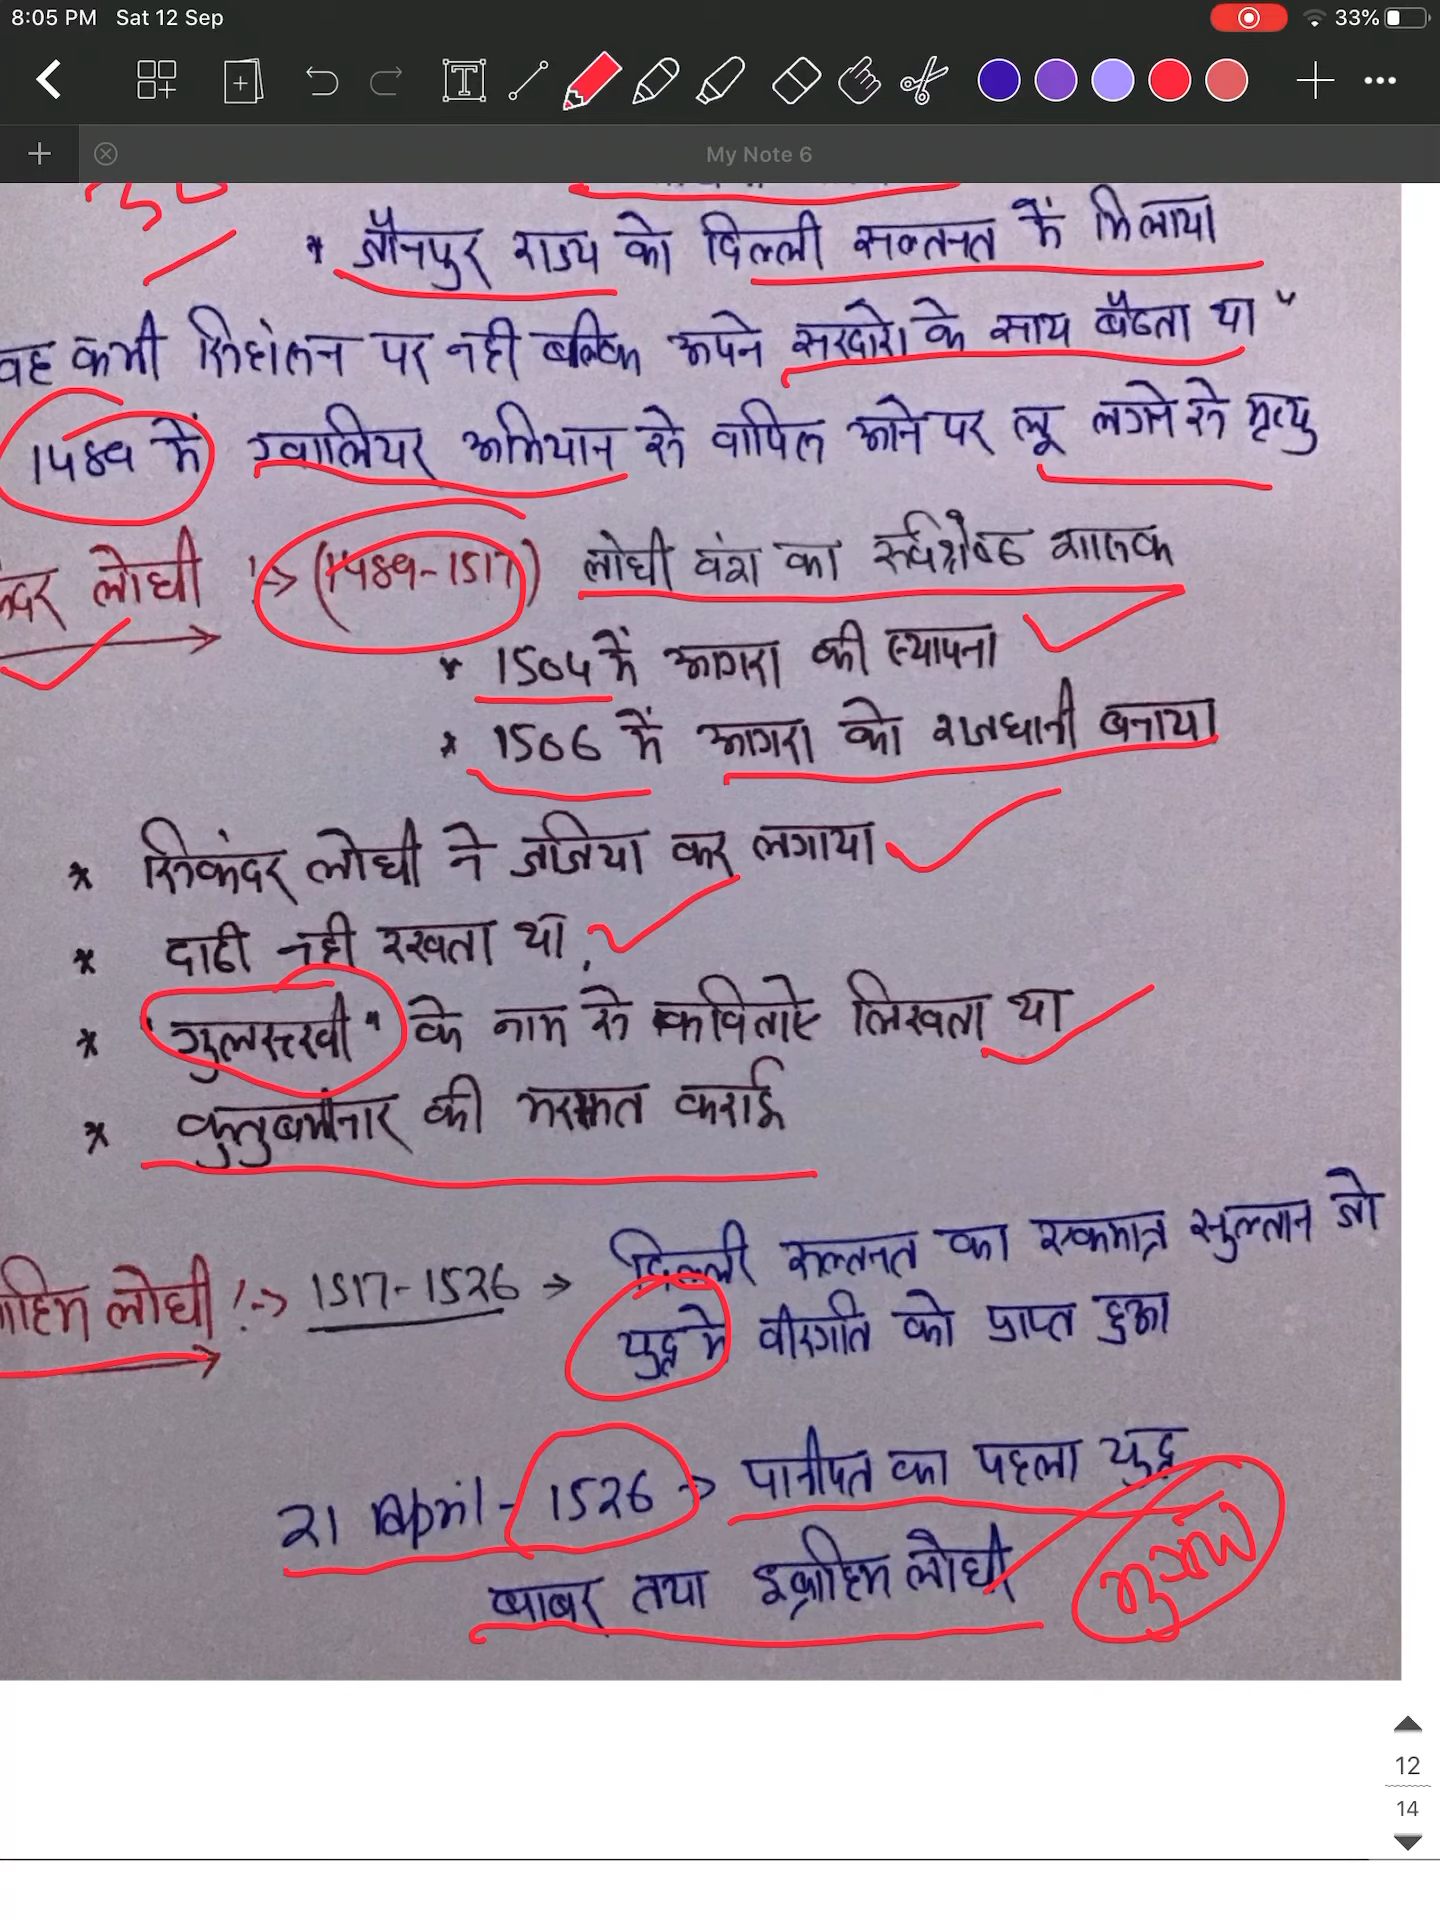 8:05 PM Sat 12 Sep 33%
T
My Note 6
* जौनपुर राज्य को दिल्ली सल्तनत में मिलाया
वह कभी सिहांसन पर नही बल्कि अपने सरदारो के साथ बैठता था"
1489 में ग्वालियर अभियान से वापिस आने पर लू लगने से मृत्यु
लोधी :-> (1489-1517) लोधी वंश का सर्वश्रेष्ठ शासक
* 1504 में आगरा की स्थापना
* 1506 में आगरा को राजधानी बनाया
* सिकंदर लोधी ने जजिया कर लगाया
* दाढी नही रखता था,
* "गुलरूखी" के नाम से कविताऐ लिखता था
* कुतुबमीनार की मरम्मत कराई
लोधी :-> 1517-1526 -> दिल्ली सल्तनत का एकमात्र सुल्तान जो
युद्ध मे वीरगति को प्राप्त हुआ
21 April - 1526 -> पानीपत का पहला युद्ध
बाबर तथा इब्राहिम लोधी
12
14